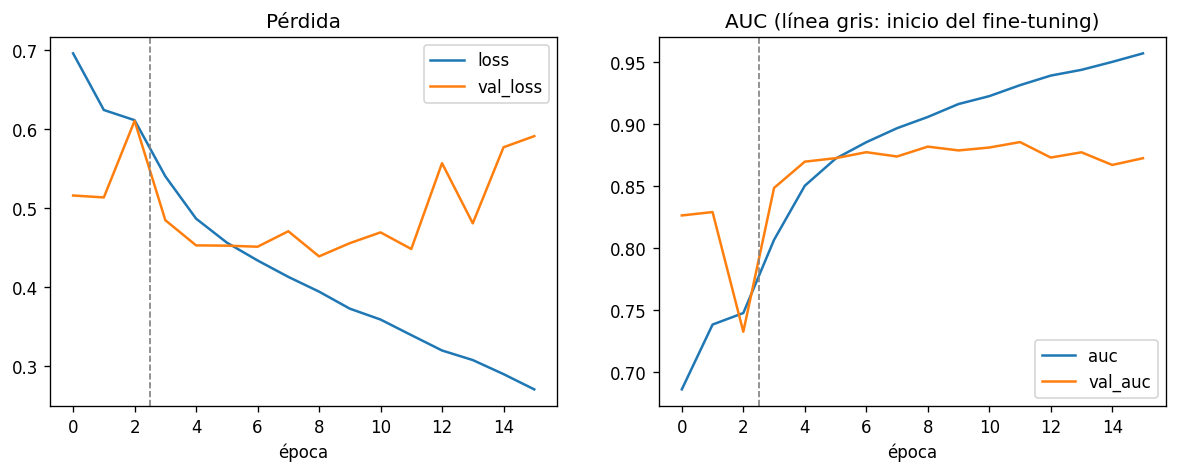 Pérdida
0.7
0.6
0.5
0.4
0.3
loss
val_loss
0 2 4 6 8 10 12 14
época
AUC (línea gris: inicio del fine-tuning)
0.95
0.90
0.85
0.80
0.75
0.70
auc
val_auc
0 2 4 6 8 10 12 14
época